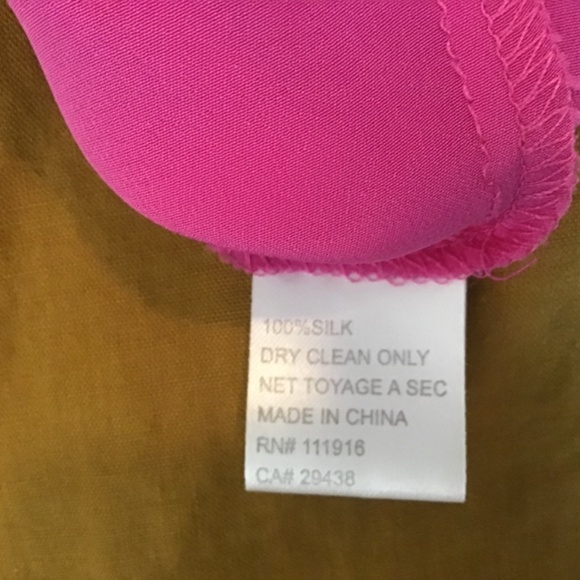 100%SILK
DRY CLEAN ONLY
NET TOYAGE A SEC
MADE IN CHINA
RN# 111916
CA# 29438